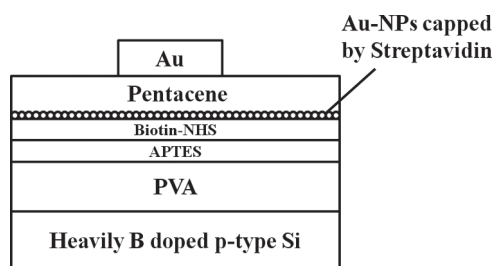 Au-NPs capped
by Streptavidin
Au
Pentacene
Biotin-NHS
APTES
PVA
Heavily B doped p-type Si